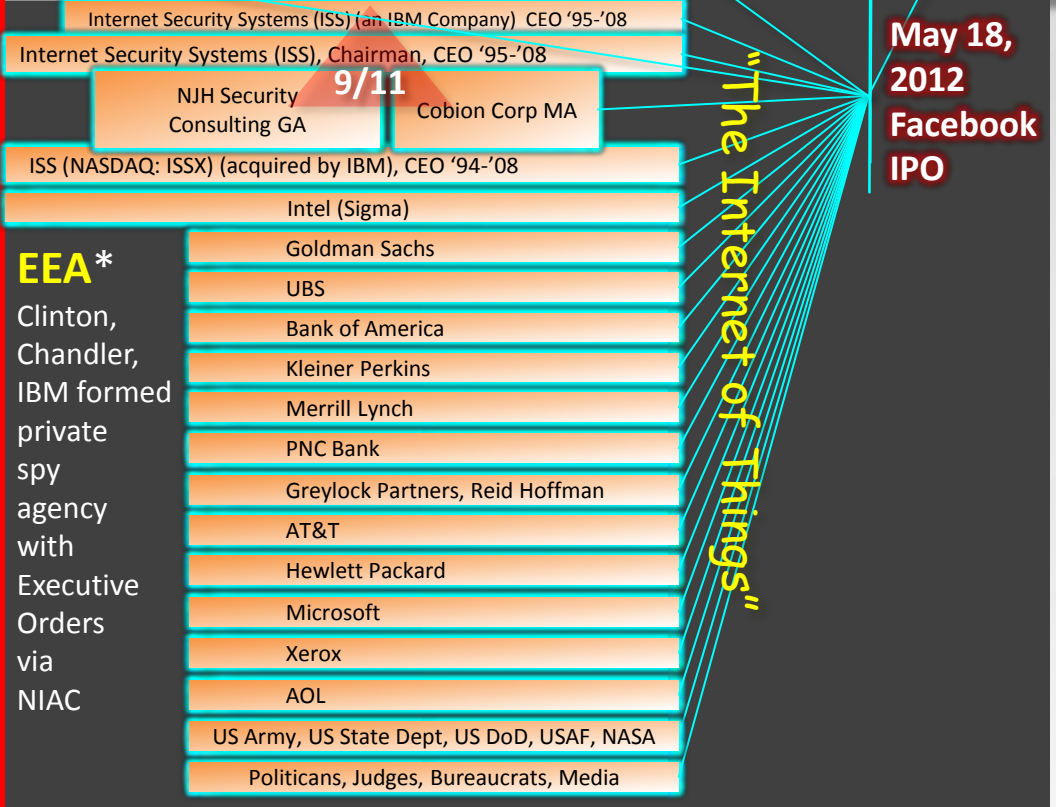 Internet Security Systems (ISS) (an IBM Company)  CEO '95-'08
Internet Security Systems (ISS), Chairman, CEO '95-'08
9/11
NJH Security
Consulting GA
Cobion Corp MA
ISS (NASDAQ: ISSX) (acquired by IBM), CEO '94-'08
Intel (Sigma)
Goldman Sachs
UBS
Bank of America
Kleiner Perkins
Merrill Lynch
PNC Bank
Greylock Partners, Reid Hoffman
AT&T
Hewlett Packard
Microsoft
Xerox
AOL
US Army, US State Dept, US DoD, USAF, NASA
Politicans, Judges, Bureaucrats, Media
EEA*
Clinton,
Chandler,
IBM formed
private
spy
agency
with
Executive
Orders
via
NIAC
"The Internet of Things"
May 18,
2012
Facebook
IPO